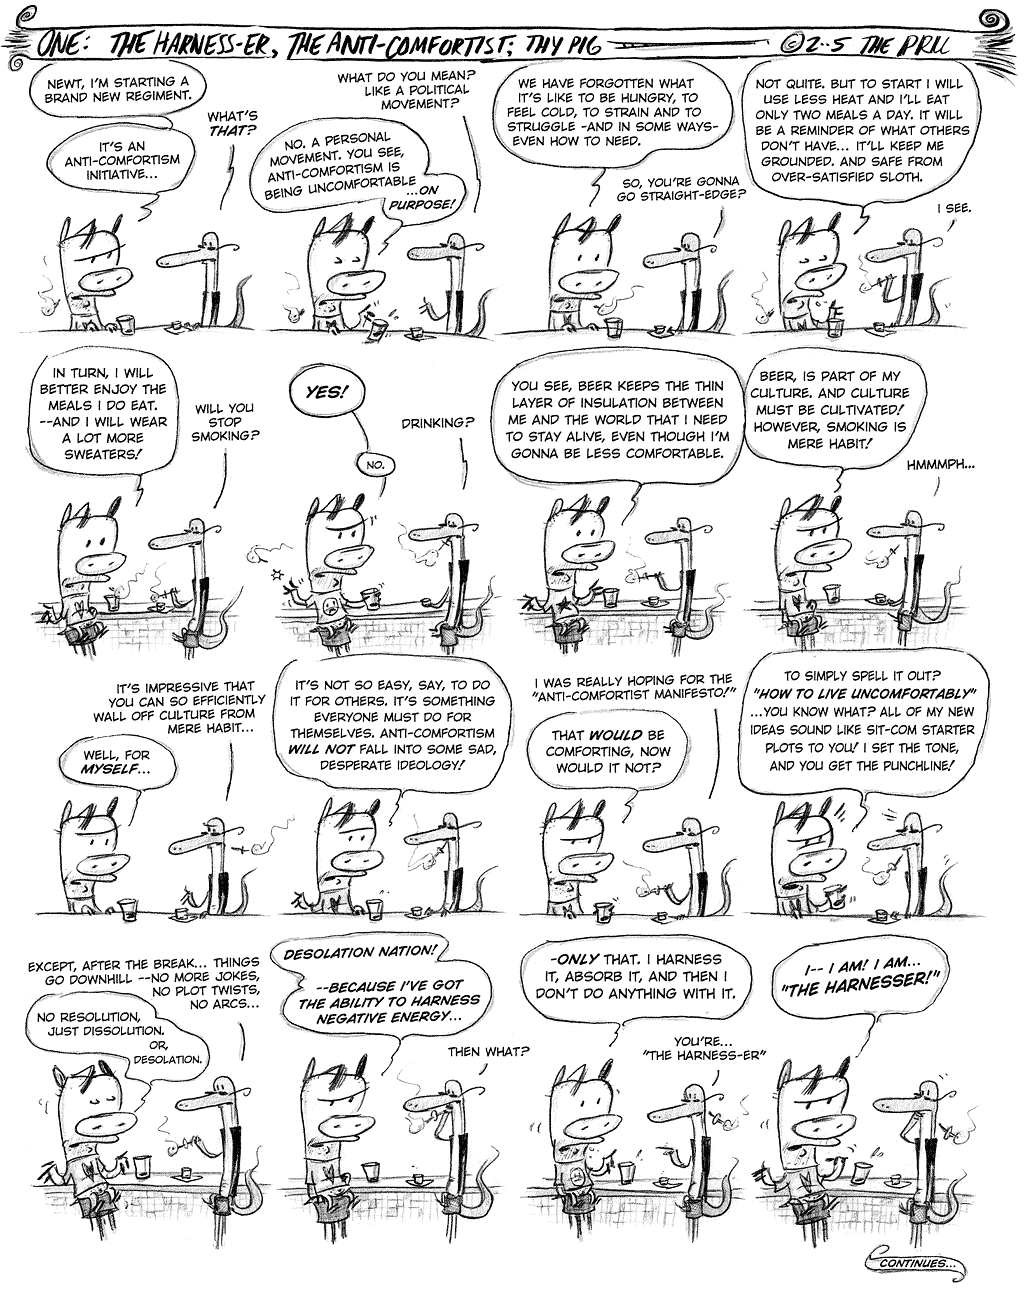 ONE: THE HARNESS-ER, THE ANTI-COMFORTIST; THY PIG
© 2005 THE PRU
NEWT, I'M STARTING A
BRAND NEW REGIMENT.
WHAT'S
THAT?
IT'S AN
ANTI-COMFORTISM
INITIATIVE...
WHAT DO YOU MEAN?
LIKE A POLITICAL
MOVEMENT?
NO. A PERSONAL
MOVEMENT. YOU SEE,
ANTI-COMFORTISM IS
BEING UNCOMFORTABLE
...ON
PURPOSE!
WE HAVE FORGOTTEN WHAT
IT'S LIKE TO BE HUNGRY, TO
FEEL COLD, TO STRAIN AND TO
STRUGGLE -AND IN SOME WAYS-
EVEN HOW TO NEED.
SO, YOU'RE GONNA
GO STRAIGHT-EDGE?
NOT QUITE. BUT TO START I WILL
USE LESS HEAT AND I'LL EAT
ONLY TWO MEALS A DAY. IT WILL
BE A REMINDER OF WHAT OTHERS
DON'T HAVE... IT'LL KEEP ME
GROUNDED. AND SAFE FROM
OVER-SATISFIED SLOTH.
I SEE.
IN TURN, I WILL
BETTER ENJOY THE
MEALS I DO EAT.
--AND I WILL WEAR
A LOT MORE
SWEATERS!
WILL YOU
STOP
SMOKING?
YES!
NO.
DRINKING?
YOU SEE, BEER KEEPS THE THIN
LAYER OF INSULATION BETWEEN
ME AND THE WORLD THAT I NEED
TO STAY ALIVE, EVEN THOUGH I'M
GONNA BE LESS COMFORTABLE.
BEER, IS PART OF MY
CULTURE. AND CULTURE
MUST BE CULTIVATED!
HOWEVER, SMOKING IS
MERE HABIT!
HMMMPH...
IT'S IMPRESSIVE THAT
YOU CAN SO EFFICIENTLY
WALL OFF CULTURE FROM
MERE HABIT...
WELL, FOR
MYSELF...
IT'S NOT SO EASY, SAY, TO DO
IT FOR OTHERS. IT'S SOMETHING
EVERYONE MUST DO FOR
THEMSELVES. ANTI-COMFORTISM
WILL NOT FALL INTO SOME SAD,
DESPERATE IDEOLOGY!
I WAS REALLY HOPING FOR THE
"ANTI-COMFORTIST MANIFESTO!"
THAT WOULD BE
COMFORTING, NOW
WOULD IT NOT?
TO SIMPLY SPELL IT OUT?
"HOW TO LIVE UNCOMFORTABLY"
...YOU KNOW WHAT? ALL OF MY NEW
IDEAS SOUND LIKE SIT-COM STARTER
PLOTS TO YOU! I SET THE TONE,
AND YOU GET THE PUNCHLINE!
EXCEPT, AFTER THE BREAK... THINGS
GO DOWNHILL --NO MORE JOKES,
NO PLOT TWISTS,
NO ARCS...
NO RESOLUTION,
JUST DISSOLUTION.
OR,
DESOLATION.
DESOLATION NATION!
--BECAUSE I'VE GOT
THE ABILITY TO HARNESS
NEGATIVE ENERGY...
THEN WHAT?
-ONLY THAT. I HARNESS
IT, ABSORB IT, AND THEN I
DON'T DO ANYTHING WITH IT.
YOU'RE...
"THE HARNESS-ER"
I-- I AM! I AM...
"THE HARNESSER!"
CONTINUES...